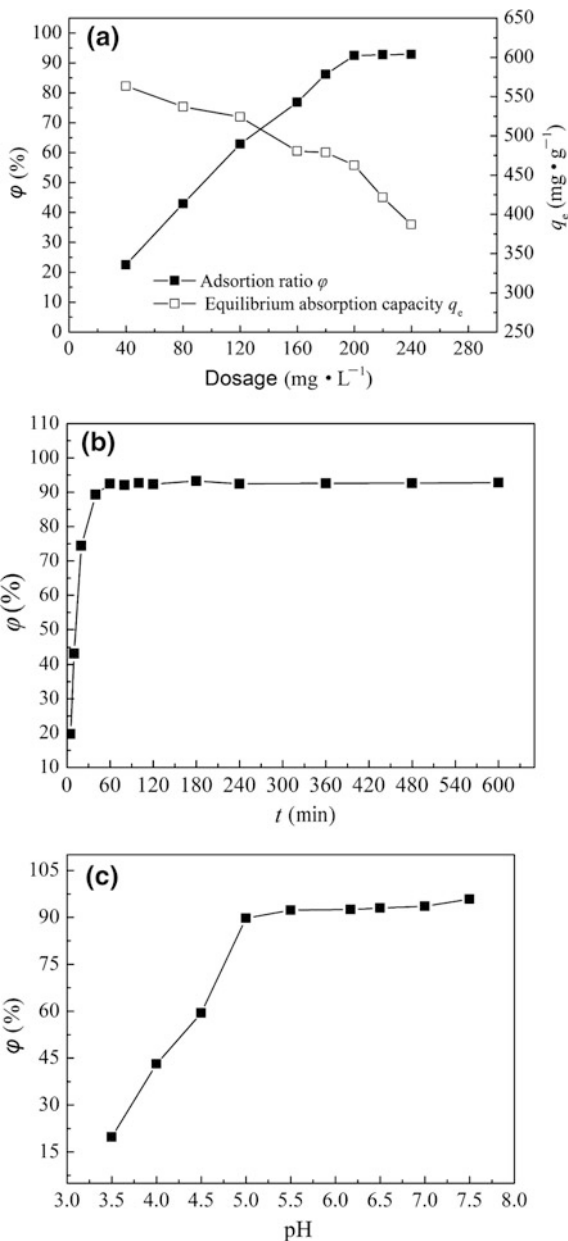 (a)
100
90
80
70
60
50
40
30
20
10
0
φ (%)
650
600
550
500
450
400
350
300
250
qe (mg·g⁻¹)
Adsortion ratio φ
Equilibrium absorption capacity qe
0 40 80 120 160 200 240 280
Dosage (mg·L⁻¹)
(b)
110
100
90
80
70
60
50
40
30
20
10
φ (%)
0 60 120 180 240 300 360 420 480 540 600
t (min)
(c)
105
90
75
60
45
30
15
φ (%)
3.0 3.5 4.0 4.5 5.0 5.5 6.0 6.5 7.0 7.5 8.0
pH